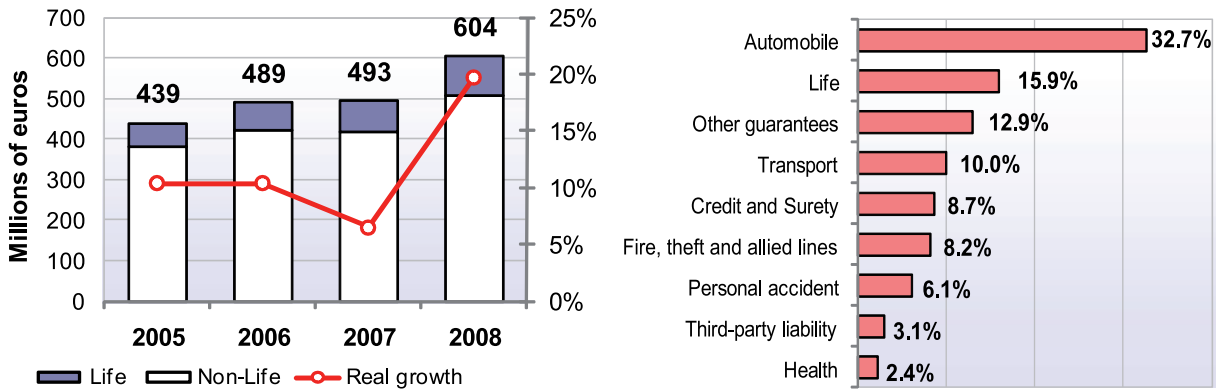 Millions of euros
700
600
500
400
300
200
100
0
25%
20%
15%
10%
5%
0%
439
489
493
604
2005 2006 2007 2008
Life Non-Life Real growth
Automobile 32.7%
Life 15.9%
Other guarantees 12.9%
Transport 10.0%
Credit and Surety 8.7%
Fire, theft and allied lines 8.2%
Personal accident 6.1%
Third-party liability 3.1%
Health 2.4%